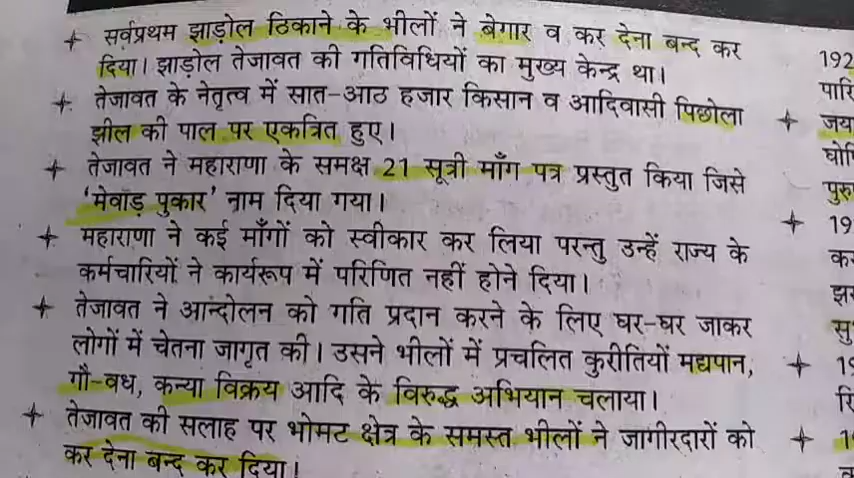 सर्वप्रथम झाड़ोल ठिकाने के भीलों ने बेगार व कर देना बन्द कर
दिया। झाड़ोल तेजावत की गतिविधियों का मुख्य केन्द्र था।
तेजावत के नेतृत्व में सात-आठ हजार किसान व आदिवासी पिछोला
झील की पाल पर एकत्रित हुए।
तेजावत ने महाराणा के समक्ष 21 सूत्री माँग पत्र प्रस्तुत किया जिसे
‘मेवाड़ पुकार’ नाम दिया गया।
महाराणा ने कई माँगों को स्वीकार कर लिया परन्तु उन्हें राज्य के
कर्मचारियों ने कार्यरूप में परिणित नहीं होने दिया।
तेजावत ने आंन्दोलन को गति प्रदान करने के लिए घर-घर जाकर
लोगों में चेतना जागृत की। उसने भीलों में प्रचलित कुरीतियों मद्यपान,
गौ-वध, कन्या विक्रय आदि के विरुद्ध अभियान चलाया।
तेजावत की सलाह पर भोमट क्षेत्र के समस्त भीलों ने जागीरदारों को
कर देना बन्द कर दिया।